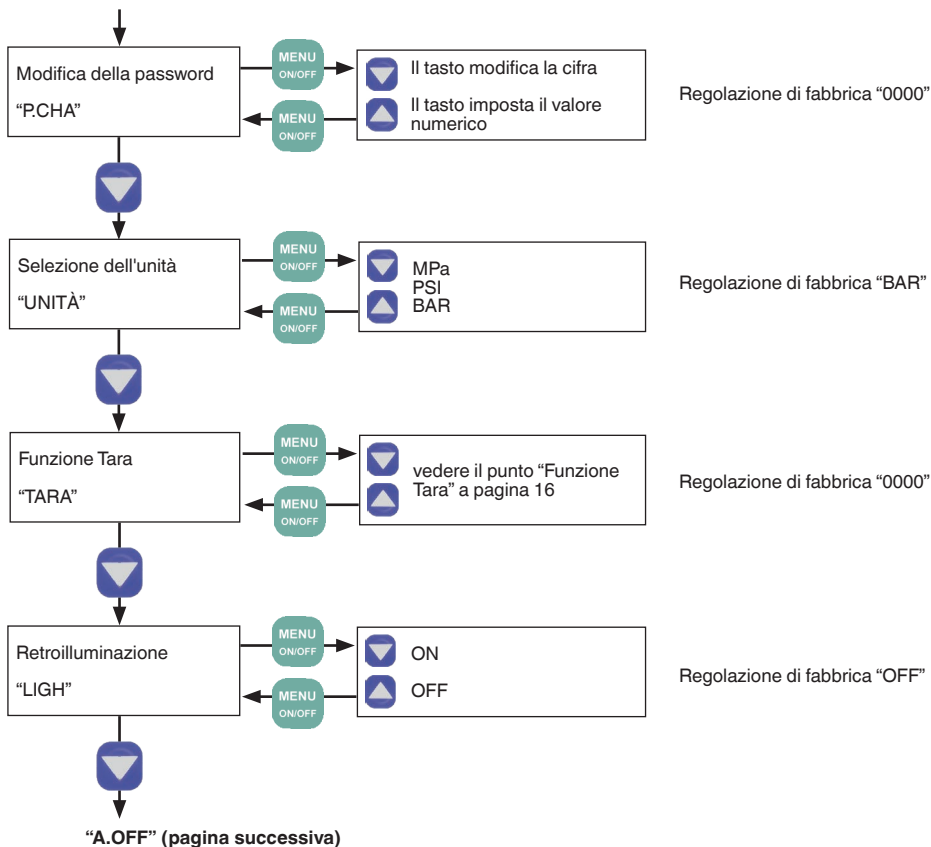 Modifica della password
“P.CHA”
MENU
ON/OFF
MENU
ON/OFF
Il tasto modifica la cifra
Il tasto imposta il valore
numerico
Regolazione di fabbrica “0000”
Selezione dell'unità
“UNITÀ”
MENU
ON/OFF
MENU
ON/OFF
MPa
PSI
BAR
Regolazione di fabbrica “BAR”
Funzione Tara
“TARA”
MENU
ON/OFF
MENU
ON/OFF
vedere il punto “Funzione
Tara” a pagina 16
Regolazione di fabbrica “0000”
Retroilluminazione
“LIGH”
MENU
ON/OFF
MENU
ON/OFF
ON
OFF
Regolazione di fabbrica “OFF”
“A.OFF” (pagina successiva)